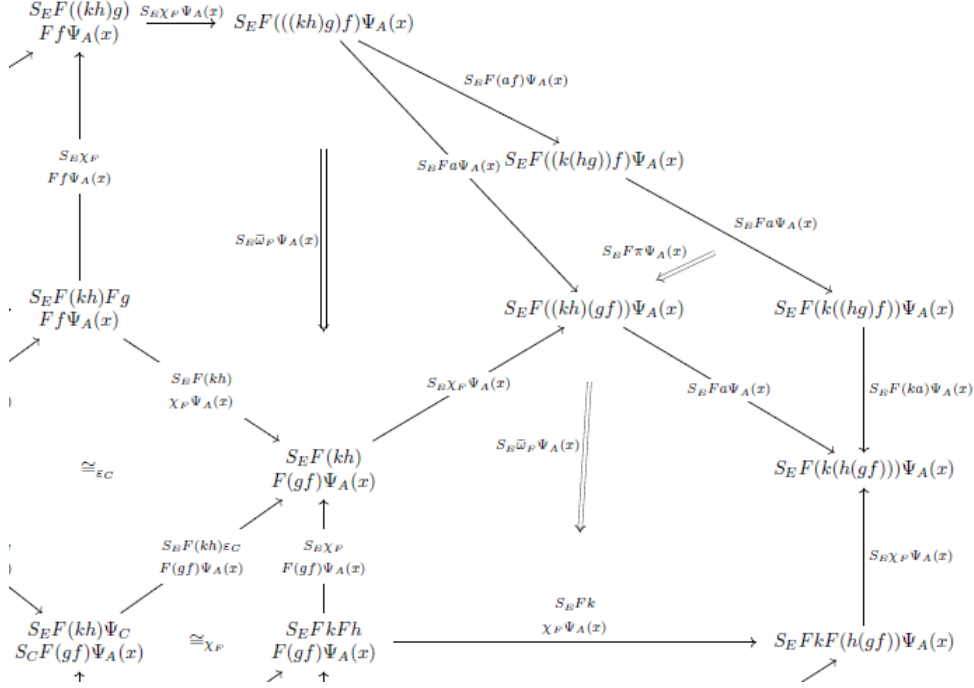 S_E F((kh)g)
Ff Ψ_A(x)
S_E χ_F Ψ_A(x)
S_E F(((kh)g)f)Ψ_A(x)
S_E F(af)Ψ_A(x)
S_E χ_F
Ff Ψ_A(x)
S_E Fa Ψ_A(x)
S_E F((k(hg))f)Ψ_A(x)
S_E ω̄_F Ψ_A(x)
S_E Fa Ψ_A(x)
S_E Fπ Ψ_A(x)
S_E F(kh)Fg
Ff Ψ_A(x)
S_E F((kh)(gf))Ψ_A(x)
S_E F(k((hg)f))Ψ_A(x)
S_E F(kh)
χ_F Ψ_A(x)
S_E χ_F Ψ_A(x)
S_E Fa Ψ_A(x)
S_E F(ka)Ψ_A(x)
)
S_E ω̄_F Ψ_A(x)
≅_{ε_C}
S_E F(kh)
F(gf)Ψ_A(x)
S_E F(k(h(gf)))Ψ_A(x)
S_E F(kh)ε_C
F(gf)Ψ_A(x)
S_E χ_F
F(gf)Ψ_A(x)
)
S_E χ_F Ψ_A(x)
S_E Fk
χ_F Ψ_A(x)
S_E F(kh)Ψ_C
S_C F(gf)Ψ_A(x)
≅_{χ_F}
S_E FkFh
F(gf)Ψ_A(x)
S_E FkF(h(gf))Ψ_A(x)